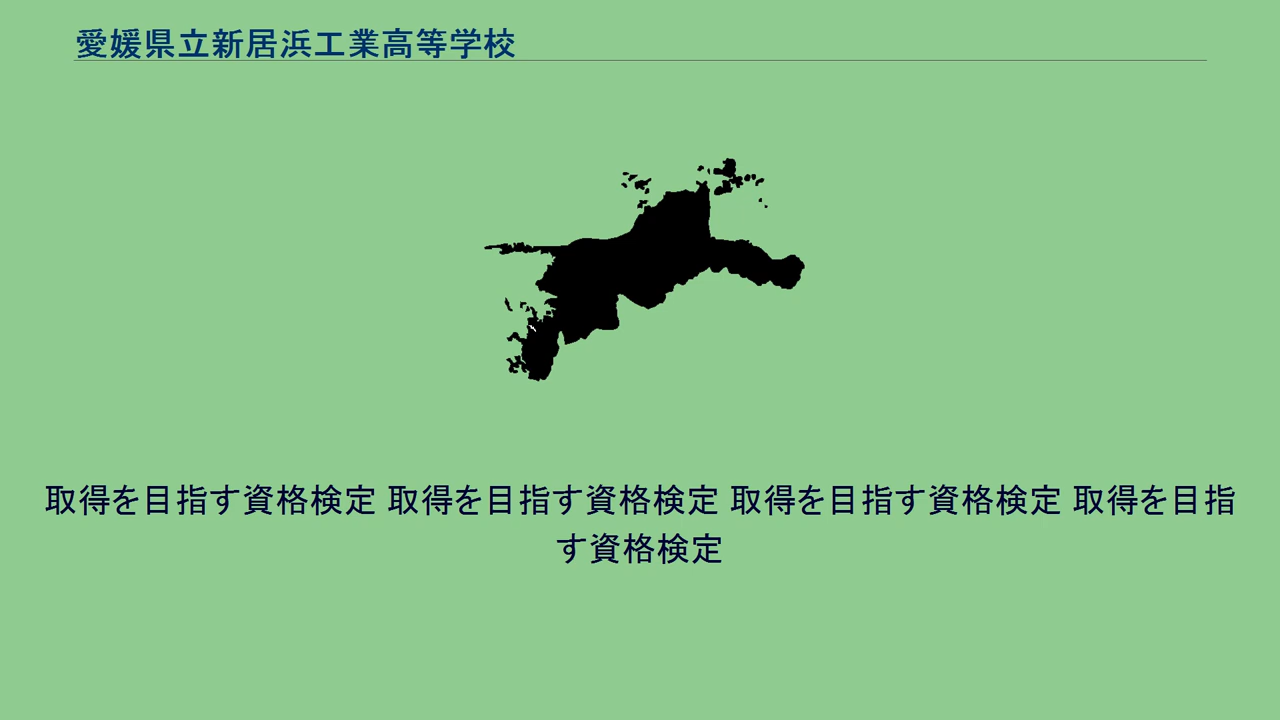 愛媛県立新居浜工業高等学校
取得を目指す資格検定 取得を目指す資格検定 取得を目指す資格検定 取得を目指
す資格検定